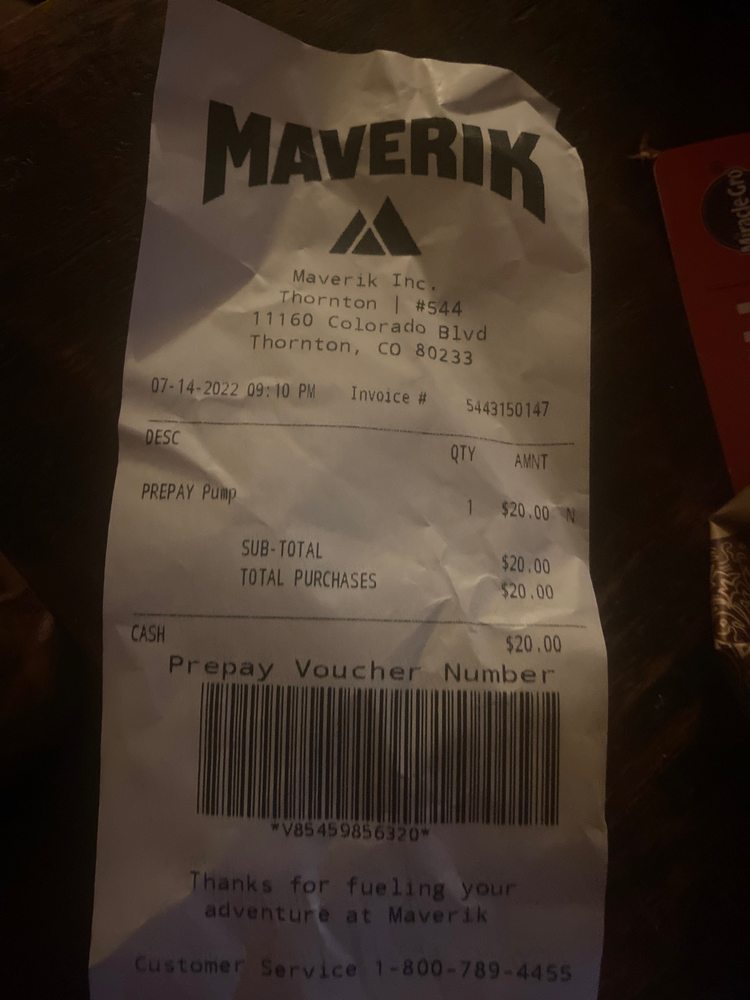 MAVERIK
Maverik Inc.
Thornton | #544
11160 Colorado Blvd
Thornton, CO 80233
07-14-2022 09:10 PM Invoice # 5443150147
DESC QTY AMNT
PREPAY Pump 1 $20.00 N
SUB-TOTAL $20.00
TOTAL PURCHASES $20.00
CASH $20.00
Prepay Voucher Number
*V85459856320*
Thanks for fueling your
adventure at Maverik
Customer Service 1-800-789-4455
Miracle-Gro